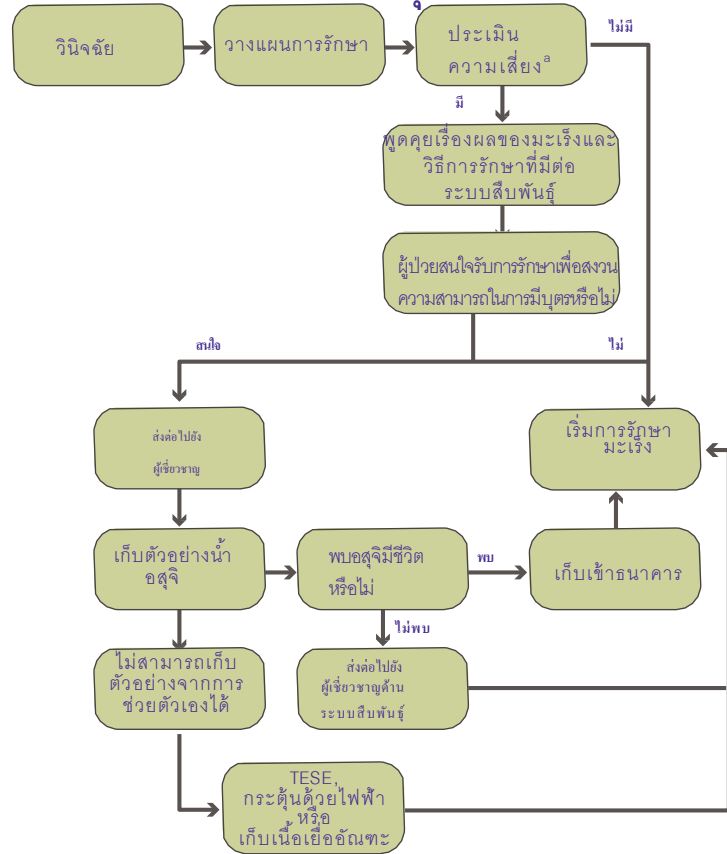 วินิจฉัย
วางแผนการรักษา
ประเมิน
ความเสี่ยงa
ไม่มี
มี
พูดคุยเรื่องผลของมะเร็งและ
วิธีการรักษาที่มีต่อ
ระบบสืบพันธุ์
ผู้ป่วยสนใจรับการรักษาเพื่อสงวน
ความสามารถในการมีบุตรหรือไม่
สนใจ
ไม่
ส่งต่อไปยัง
ผู้เชี่ยวชาญ
เริ่มการรักษา
มะเร็ง
เก็บตัวอย่างน้ำ
อสุจิ
พบอสุจิมีชีวิต
หรือไม่
พบ
เก็บเข้าธนาคาร
ไม่พบ
ไม่สามารถเก็บ
ตัวอย่างจากการ
ช่วยตัวเองได้
ส่งต่อไปยัง
ผู้เชี่ยวชาญด้าน
ระบบสืบพันธุ์
TESE,
กระตุ้นด้วยไฟฟ้า
หรือ
เก็บเนื้อเยื่ออัณฑะ